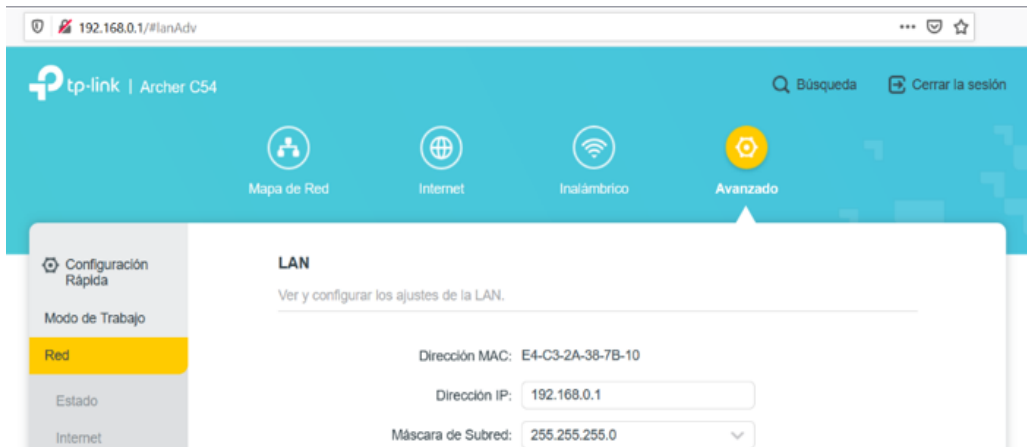 192.168.0.1/#lanAdv
tp-link | Archer C54
Búsqueda
Cerrar la sesión
Mapa de Red
Internet
Inalámbrico
Avanzado
Configuración
Rápida
Modo de Trabajo
Red
Estado
Internet
LAN
Ver y configurar los ajustes de la LAN.
Dirección MAC: E4-C3-2A-38-7B-10
Dirección IP: 192.168.0.1
Máscara de Subred: 255.255.255.0